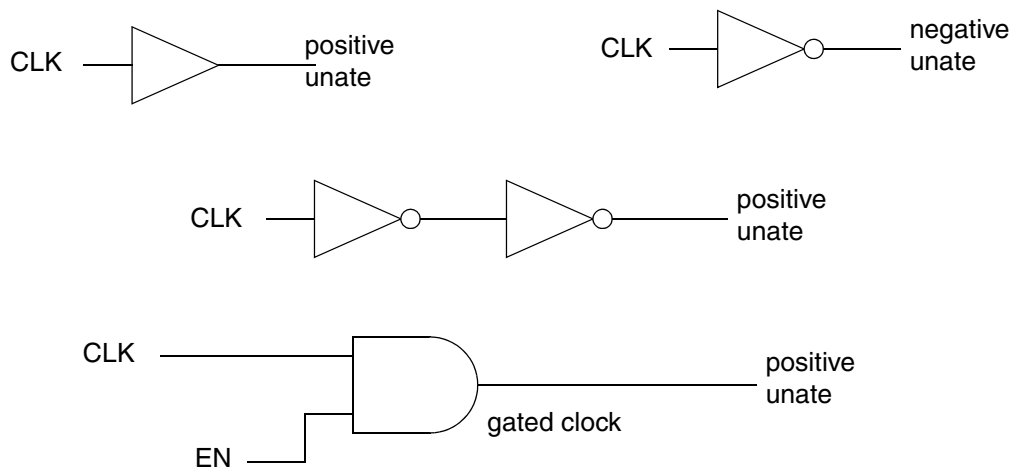 CLK
positive
unate
CLK
negative
unate
CLK
positive
unate
CLK
EN
gated clock
positive
unate